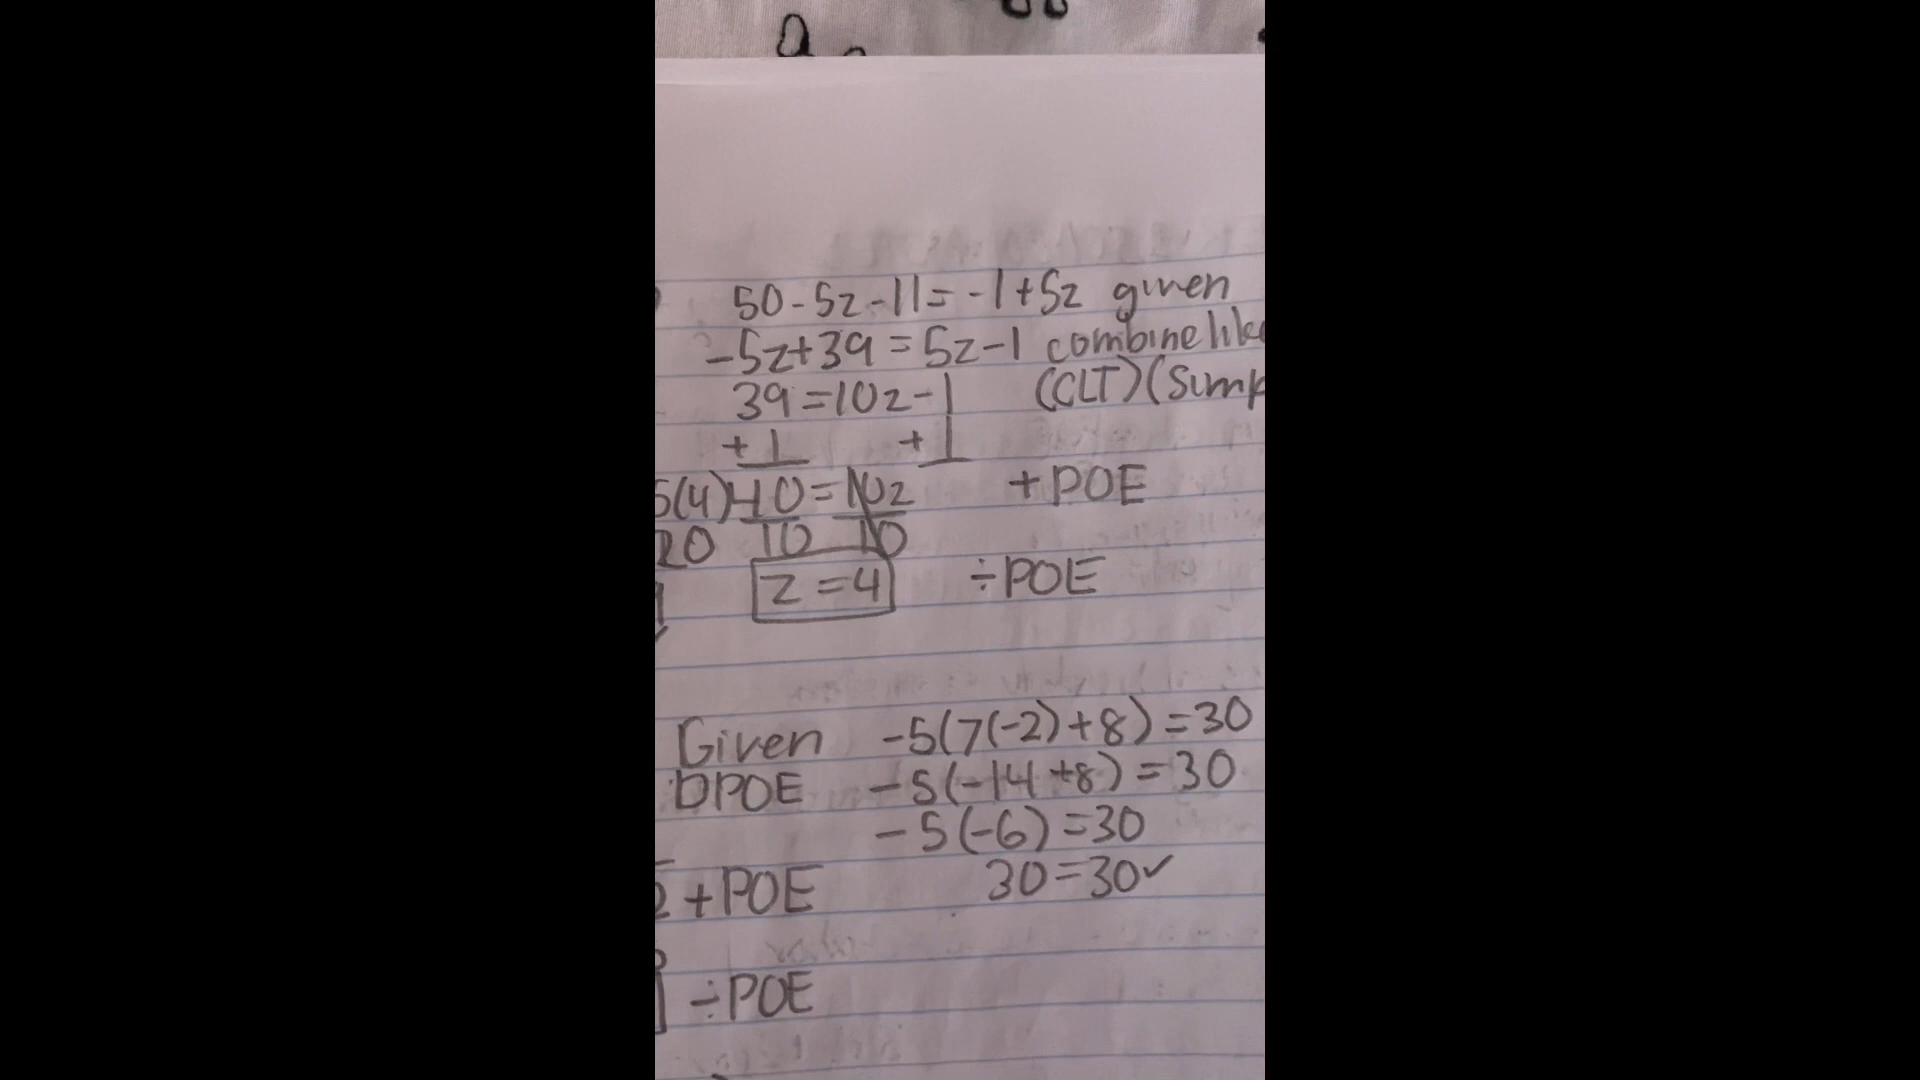 50-5z-11=-1+5z given
-5z+39=5z-1 combine like
39=10z-1 (CLT)(Simp
+1 +1
5(4) 40=10z +POE
20 10 10
z=4 ÷POE
Given -5(7(-2)+8)=30
DPOE -5(-14+8)=30
-5(-6)=30
+POE 30=30✓
÷POE